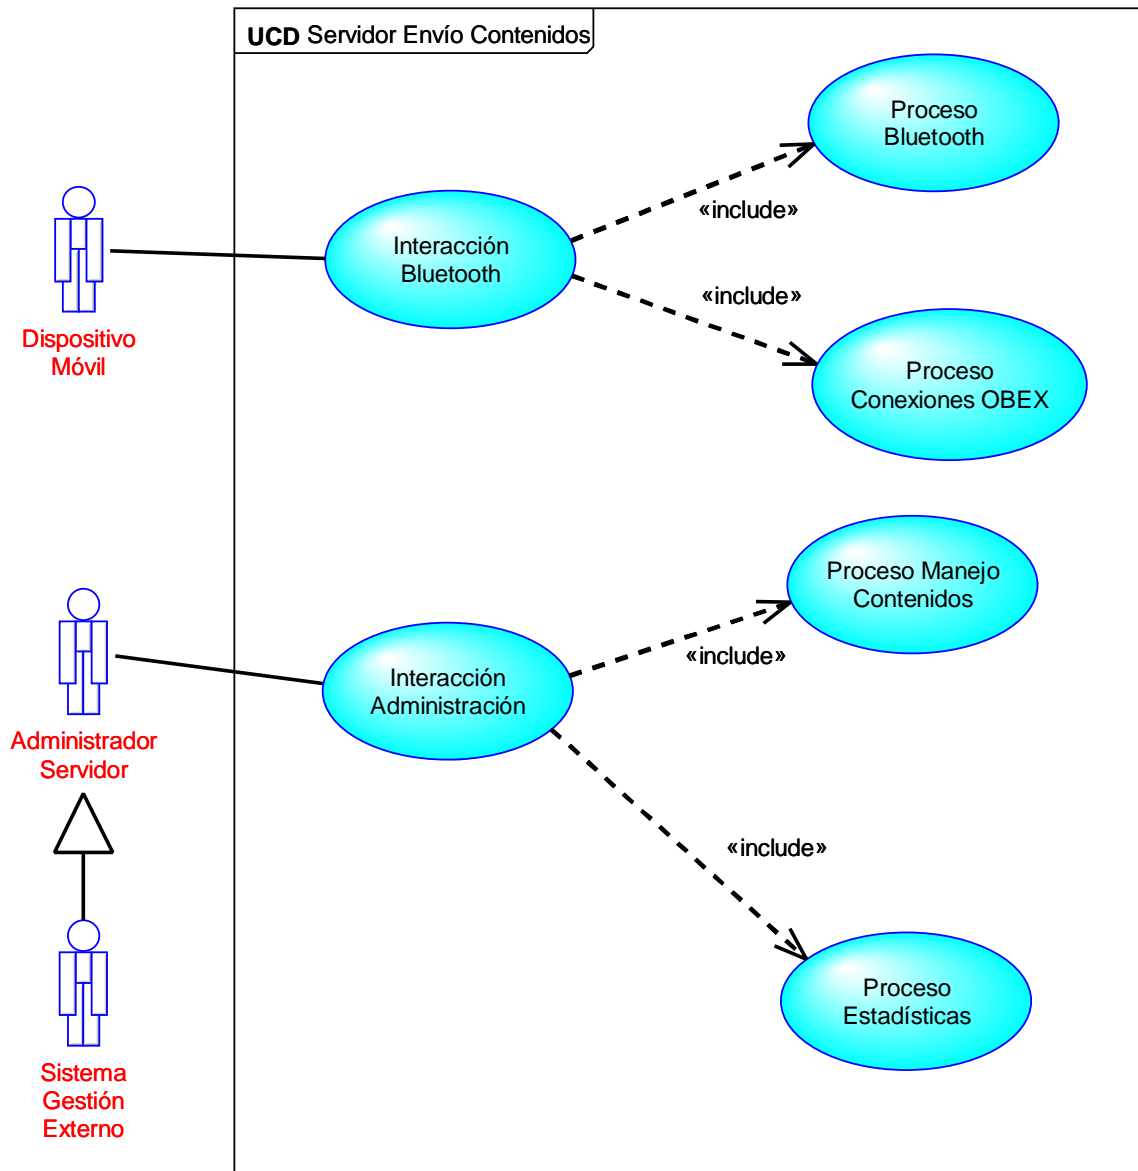 UCD Servidor Envío Contenidos
Proceso
Bluetooth
«include»
Interacción
Bluetooth
«include»
Dispositivo
Móvil
Proceso
Conexiones OBEX
Proceso Manejo
Contenidos
«include»
Interacción
Administración
Administrador
Servidor
«include»
Proceso
Estadísticas
Sistema
Gestión
Externo